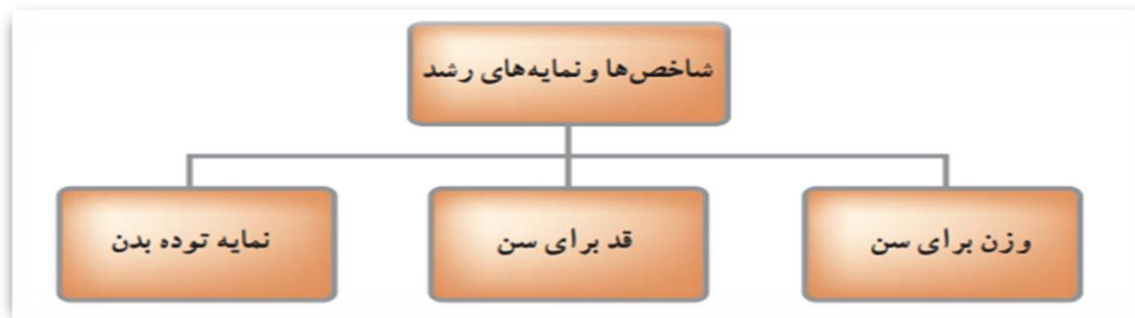 شاخص‌ها و نمایه‌های رشد
وزن برای سن
قد برای سن
نمایه توده بدن